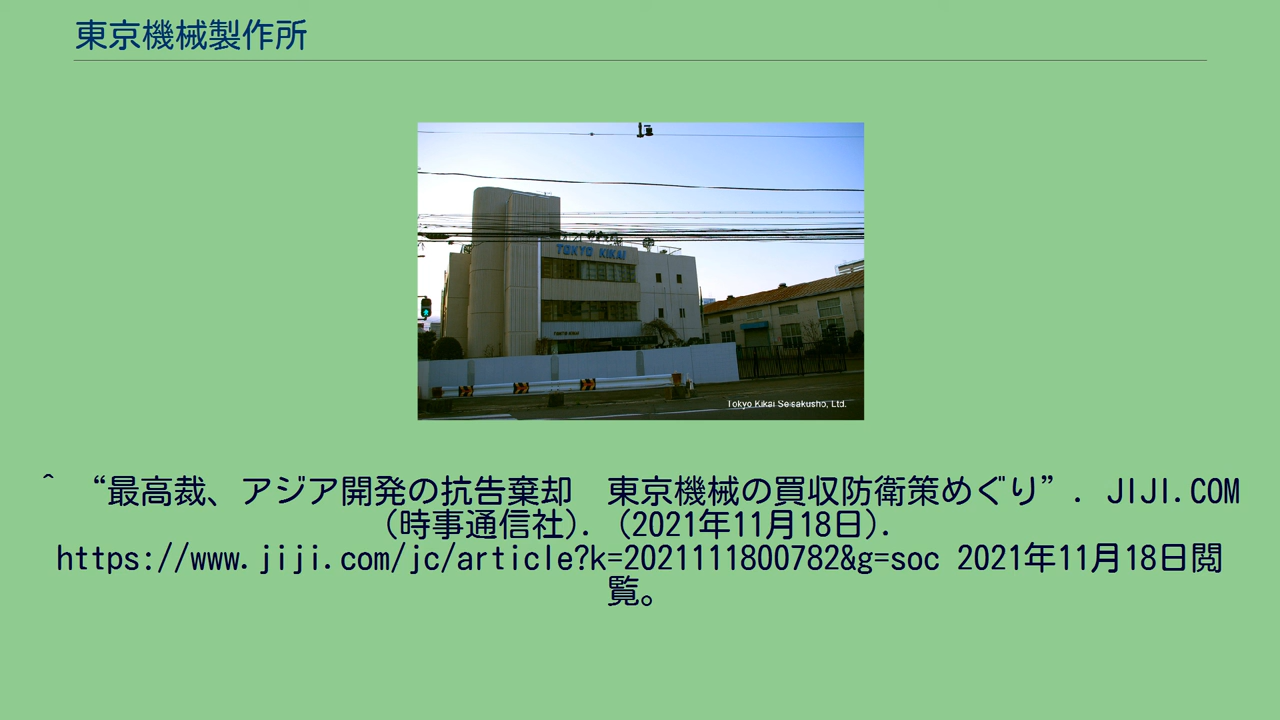 東京機械製作所
TOKYO KIKAI
TOKYO KIKAI
Tokyo Kikai Seisakusho, Ltd.
^ “最高裁、アジア開発の抗告棄却　東京機械の買収防衛策めぐり”. JIJI.COM
(時事通信社). (2021年11月18日).
https://www.jiji.com/jc/article?k=2021111800782&g=soc 2021年11月18日閲
覧。